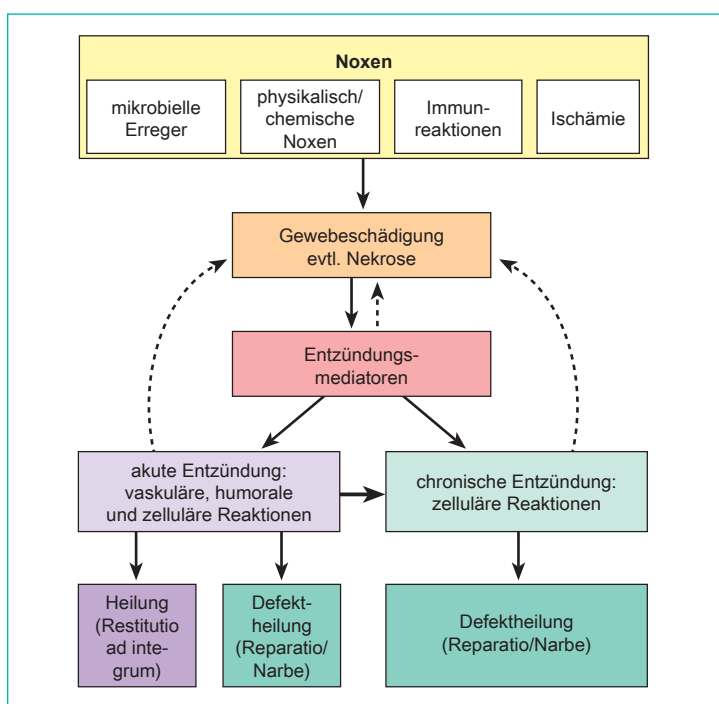 Noxen
mikrobielle
Erreger
physikalisch/
chemische
Noxen
Immun-
reaktionen
Ischämie
Gewebeschädigung
evtl. Nekrose
Entzündungs-
mediatoren
akute Entzündung:
vaskuläre, humorale
und zelluläre Reaktionen
chronische Entzündung:
zelluläre Reaktionen
Heilung
(Restitutio
ad inte-
grum)
Defekt-
heilung
(Reparatio/
Narbe)
Defektheilung
(Reparatio/Narbe)